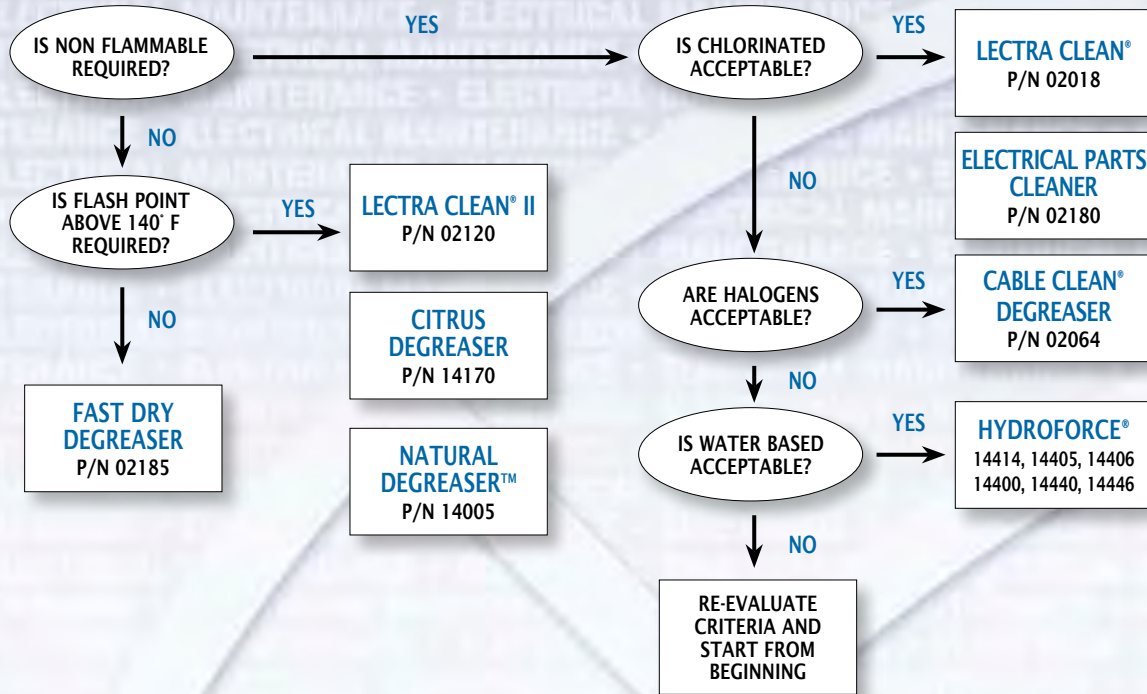 IS NON FLAMMABLE
REQUIRED?
YES
IS CHLORINATED
ACCEPTABLE?
YES
LECTRA CLEAN®
P/N 02018
NO
ELECTRICAL PARTS
CLEANER
P/N 02180
NO
IS FLASH POINT
ABOVE 140° F
REQUIRED?
YES
LECTRA CLEAN® II
P/N 02120
ARE HALOGENS
ACCEPTABLE?
YES
CABLE CLEAN®
DEGREASER
P/N 02064
NO
CITRUS
DEGREASER
P/N 14170
NO
FAST DRY
DEGREASER
P/N 02185
NATURAL
DEGREASER™
P/N 14005
IS WATER BASED
ACCEPTABLE?
YES
HYDROFORCE®
14414, 14405, 14406
14400, 14440, 14446
NO
RE-EVALUATE
CRITERIA AND
START FROM
BEGINNING